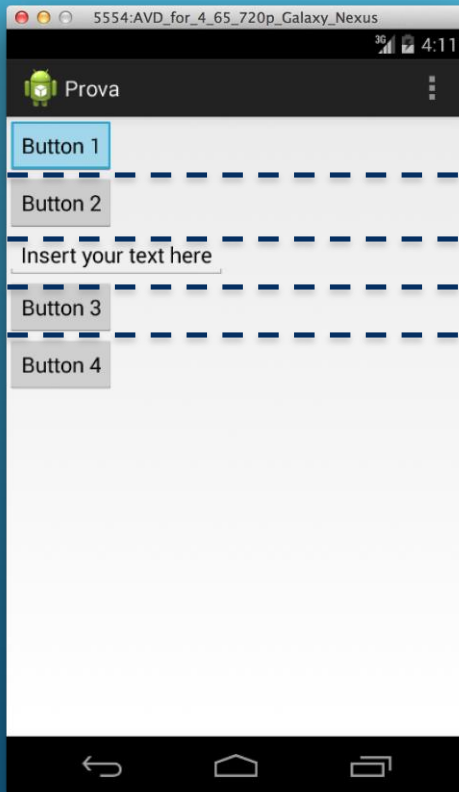 5554:AVD_for_4_65_720p_Galaxy_Nexus
3G 4:11
Prova
Button 1
Button 2
Insert your text here
Button 3
Button 4